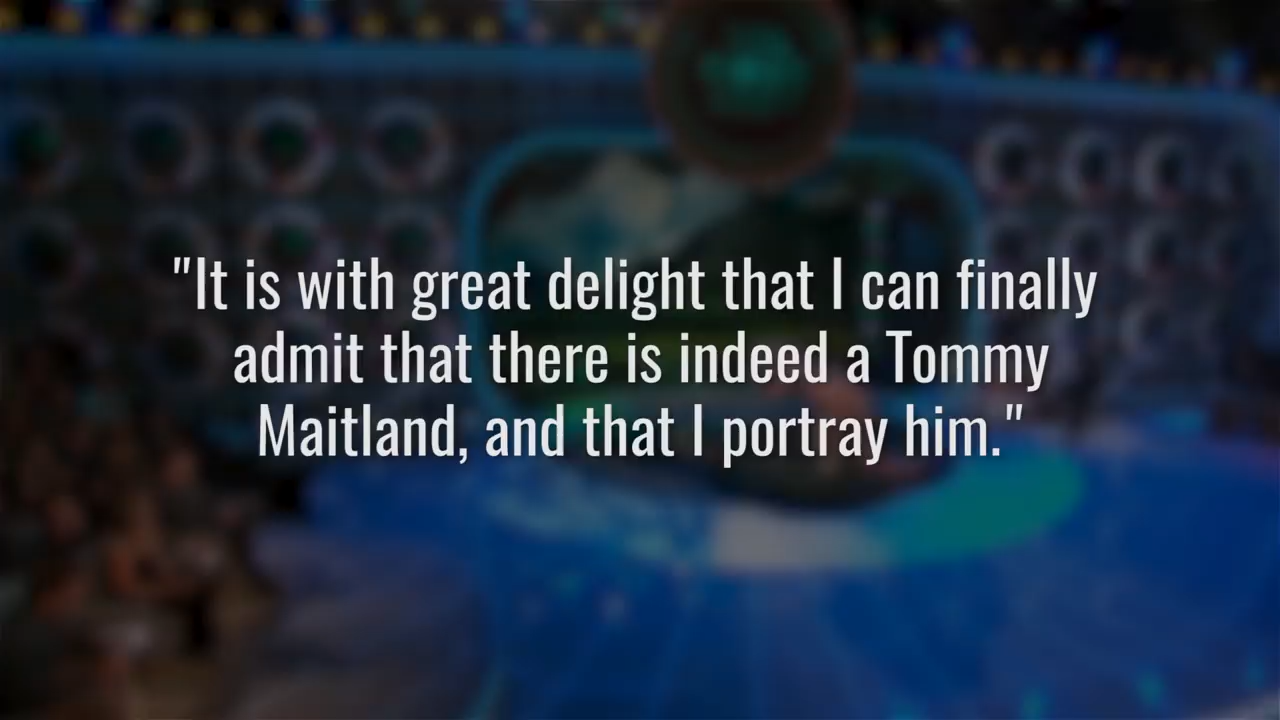 "It is with great delight that I can finally
admit that there is indeed a Tommy
Maitland, and that I portray him."